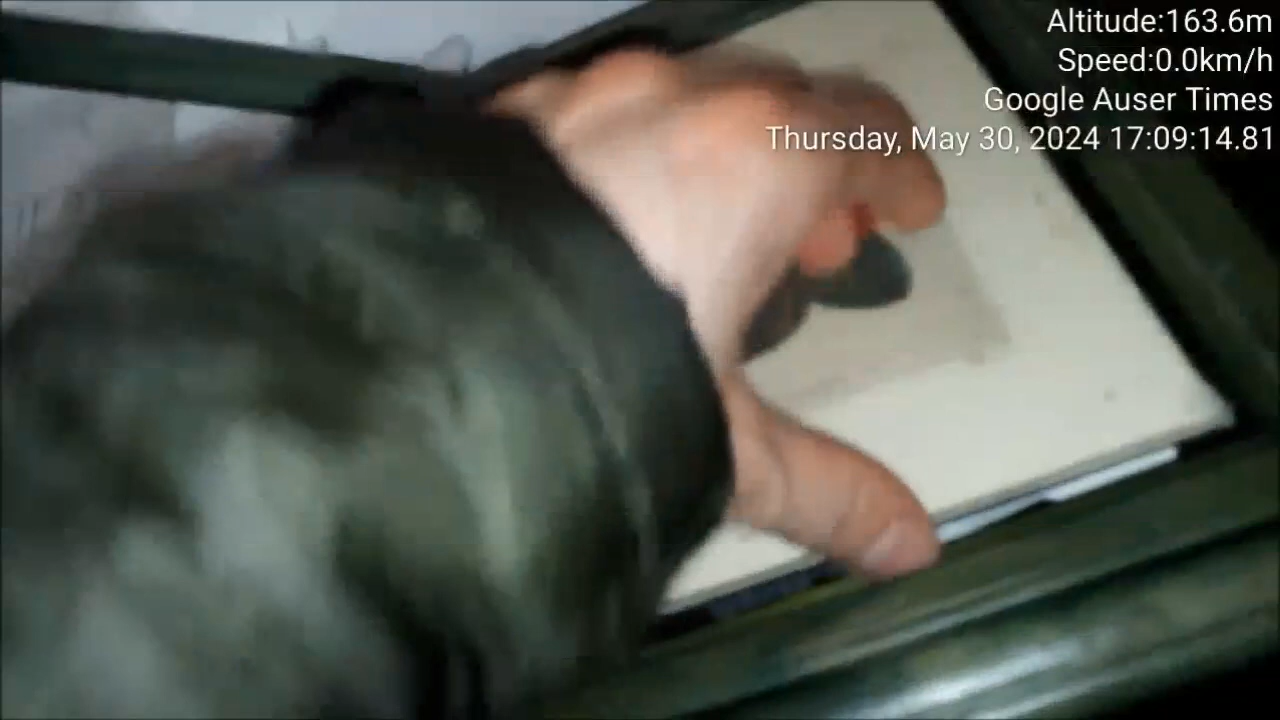 Altitude:163.6m
Speed:0.0km/h
Google Auser Times
Thursday, May 30, 2024 17:09:14.81